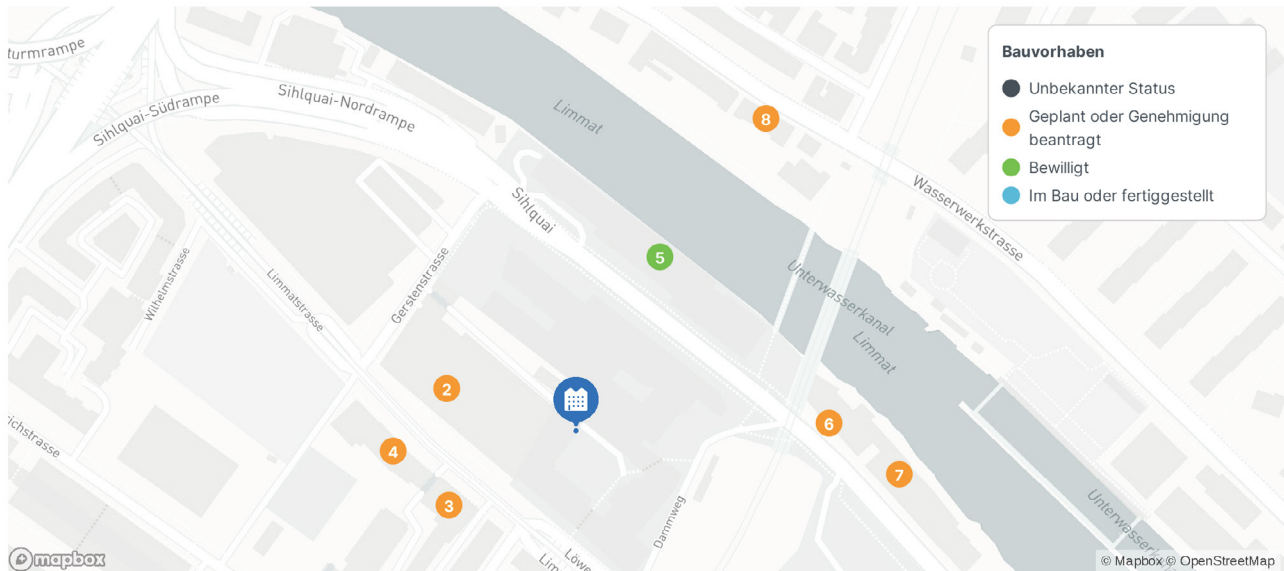 Bauvorhaben
Unbekannter Status
Geplant oder Genehmigung
beantragt
Bewilligt
Im Bau oder fertiggestellt
Sihlquai-Südrampe
Sihlquai-Nordrampe
Limmat
8
Wasserwerkstrasse
Sihlquai
5
Wilhelmstrasse
Limmatstrasse
Gerstenstrasse
Unterwasserkanal
Limmat
2
4
3
6
7
Dammweg
mapbox
© Mapbox © OpenStreetMap